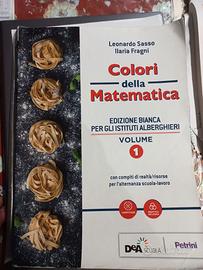 Leonardo Sasso
Ilaria Fragni
Colori
della
Matematica
EDIZIONE BIANCA
PER GLI ISTITUTI ALBERGHIERI
VOLUME
1
con compiti di realtà/risorse
per l'alternanza scuola-lavoro
DeA
SCUOLA
Petrini